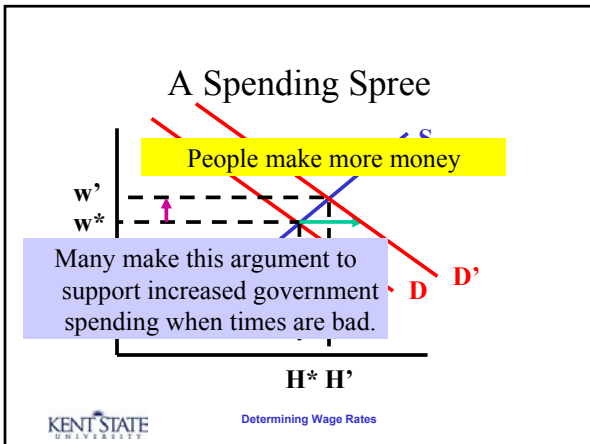 A Spending Spree
S
People make more money
w’
w*
Many make this argument to
support increased government
spending when times are bad.
D
D’
H* H’
KENT STATE
UNIVERSITY
Determining Wage Rates